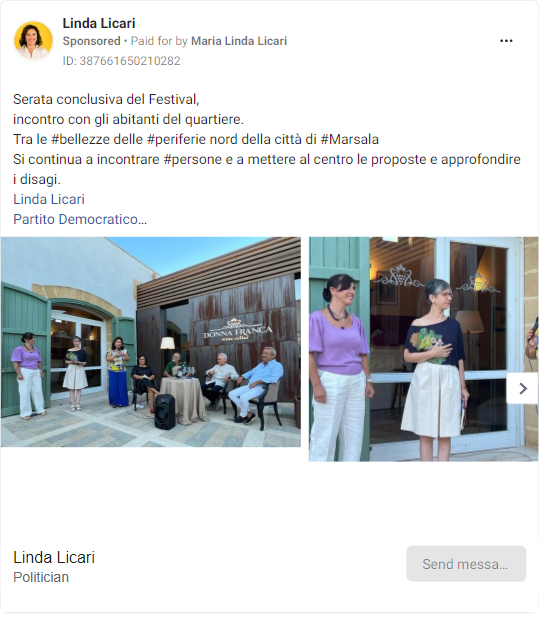 Linda Licari
Sponsored • Paid for by Maria Linda Licari
ID: 387661650210282
Serata conclusiva del Festival,
incontro con gli abitanti del quartiere.
Tra le #bellezze delle #periferie nord della città di #Marsala
Si continua a incontrare #persone e a mettere al centro le proposte e approfondire
i disagi.
Linda Licari
Partito Democratico…
DONNA FRANCA
wine cellar
Linda Licari
Politician
Send messa…